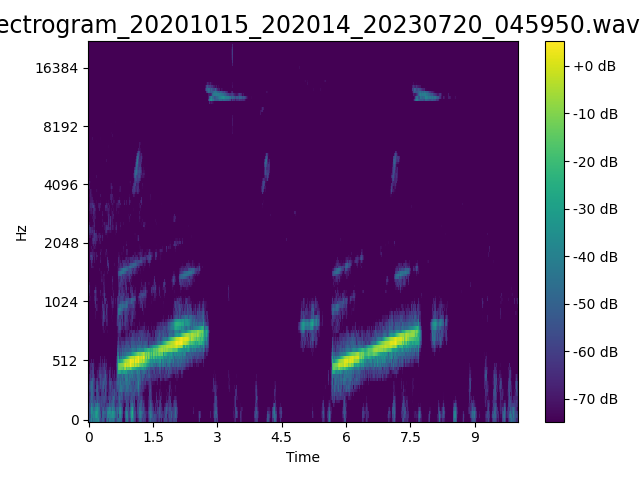 ectrogram_20201015_202014_20230720_045950.wav
16384
8192
4096
2048
1024
512
0
Hz
0 1.5 3 4.5 6 7.5 9
Time
+0 dB
-10 dB
-20 dB
-30 dB
-40 dB
-50 dB
-60 dB
-70 dB